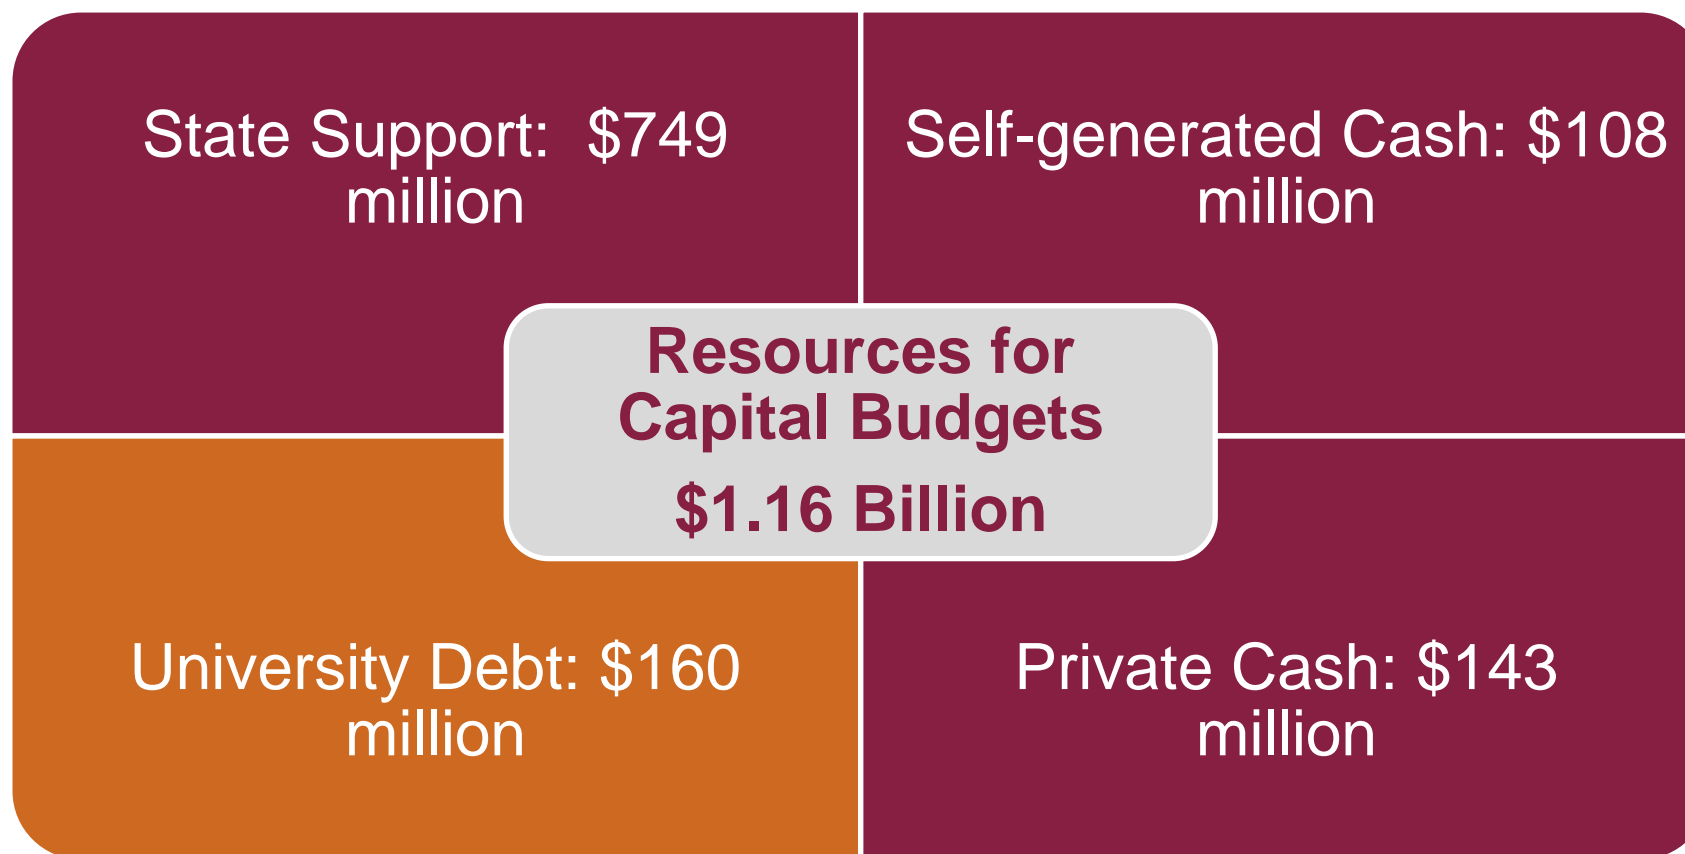 State Support:  $749
million
Self-generated Cash: $108
million
Resources for
Capital Budgets
$1.16 Billion
University Debt: $160
million
Private Cash: $143
million